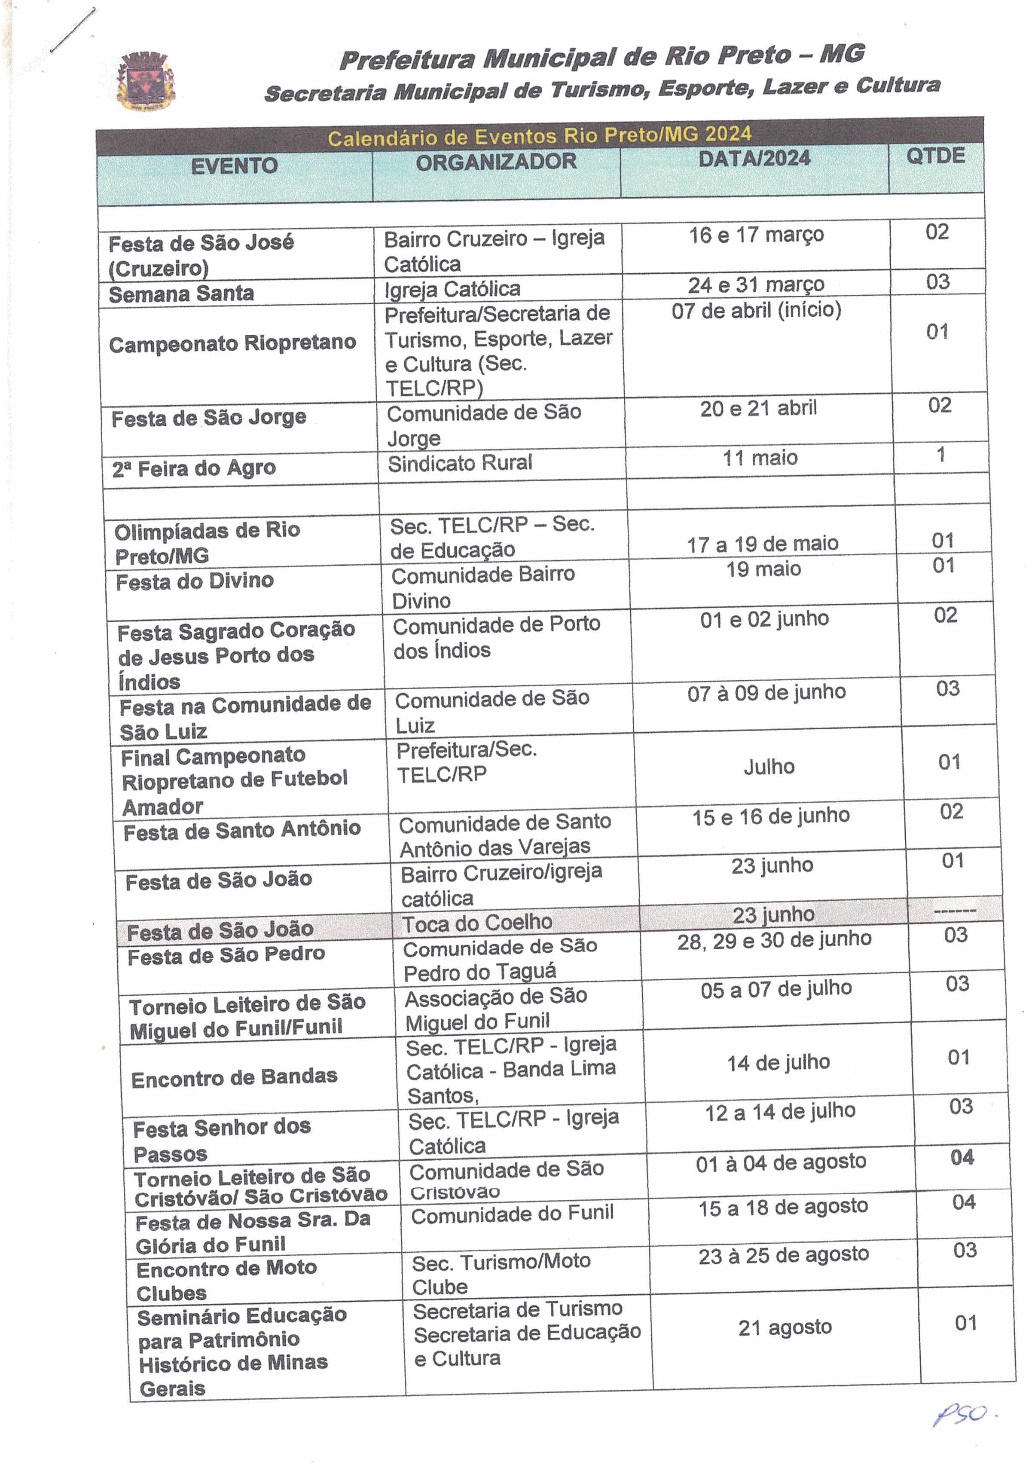 Prefeitura Municipal de Rio Preto – MG
Secretaria Municipal de Turismo, Esporte, Lazer e Cultura
Calendário de Eventos Rio Preto/MG 2024
EVENTO ORGANIZADOR DATA/2024 QTDE
Festa de São José Bairro Cruzeiro – Igreja 16 e 17 março 02
(Cruzeiro) Católica
Semana Santa Igreja Católica 24 e 31 março 03
Prefeitura/Secretaria de 07 de abril (início)
Campeonato Riopretano Turismo, Esporte, Lazer 01
e Cultura (Sec.
TELC/RP)
Festa de São Jorge Comunidade de São 20 e 21 abril 02
Jorge
2ª Feira do Agro Sindicato Rural 11 maio 1
Olimpíadas de Rio Sec. TELC/RP – Sec.
Preto/MG de Educação 17 a 19 de maio 01
Festa do Divino Comunidade Bairro 19 maio 01
Divino
Festa Sagrado Coração Comunidade de Porto 01 e 02 junho 02
de Jesus Porto dos dos Índios
Índios
Festa na Comunidade de Comunidade de São 07 à 09 de junho 03
São Luiz Luiz
Final Campeonato Prefeitura/Sec.
Riopretano de Futebol TELC/RP Julho 01
Amador
Festa de Santo Antônio Comunidade de Santo 15 e 16 de junho 02
Antônio das Varejas
Festa de São João Bairro Cruzeiro/igreja 23 junho 01
católica
Festa de São João Toca do Coelho 23 junho ------
Festa de São Pedro Comunidade de São 28, 29 e 30 de junho 03
Pedro do Taguá
Torneio Leiteiro de São Associação de São 05 a 07 de julho 03
Miguel do Funil/Funil Miguel do Funil
Sec. TELC/RP - Igreja
Encontro de Bandas Católica - Banda Lima 14 de julho 01
Santos,
Festa Senhor dos Sec. TELC/RP - Igreja 12 a 14 de julho 03
Passos Católica
Torneio Leiteiro de São Comunidade de São 01 à 04 de agosto 04
Cristóvão/ São Cristóvão Cristóvão
Festa de Nossa Sra. Da Comunidade do Funil 15 a 18 de agosto 04
Glória do Funil
Encontro de Moto Sec. Turismo/Moto 23 à 25 de agosto 03
Clubes Clube
Seminário Educação Secretaria de Turismo
para Patrimônio Secretaria de Educação 21 agosto 01
Histórico de Minas e Cultura
Gerais